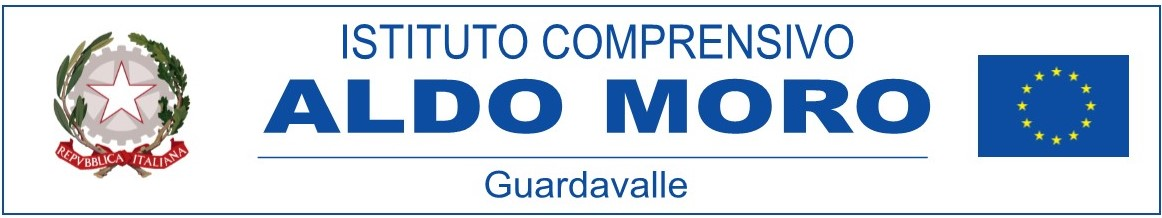 ISTITUTO COMPRENSIVO
ALDO MORO
Guardavalle
REPVBBLICA ITALIANA